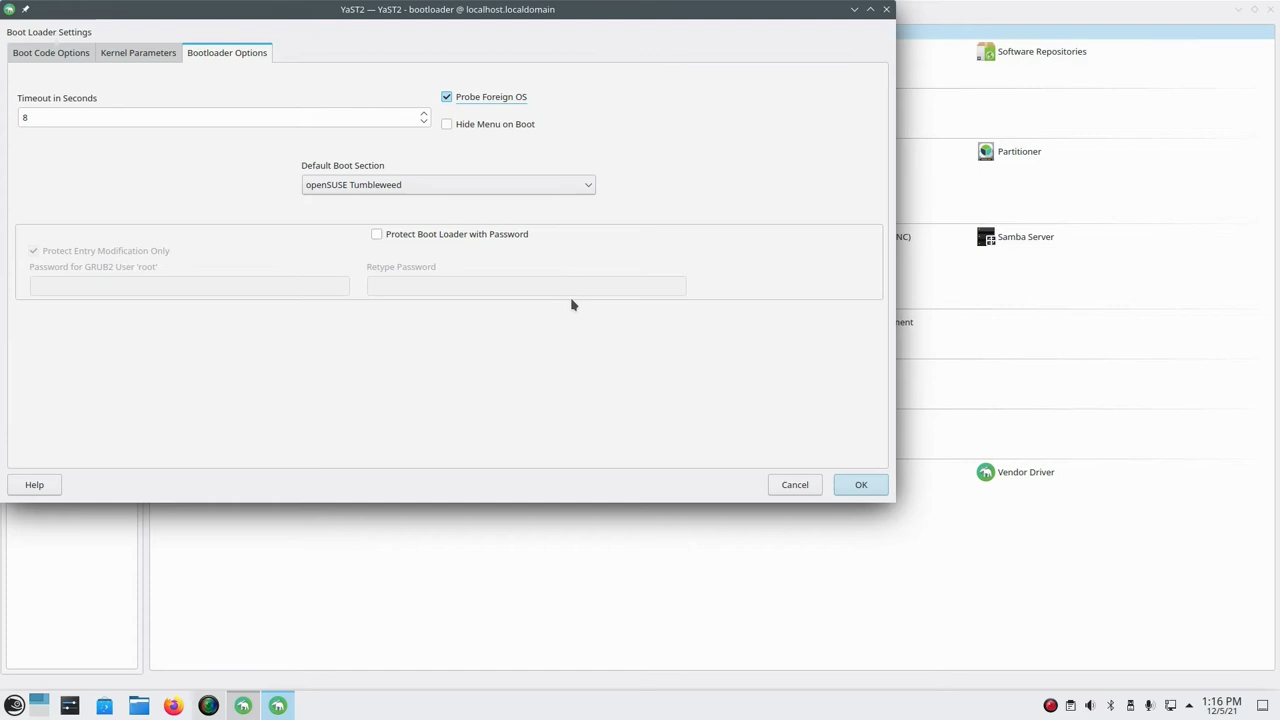 YaST2 — YaST2 - bootloader @ localhost.localdomain
Boot Loader Settings
Boot Code Options
Kernel Parameters
Bootloader Options
Timeout in Seconds
8
Probe Foreign OS
Hide Menu on Boot
Default Boot Section
openSUSE Tumbleweed
Protect Boot Loader with Password
Protect Entry Modification Only
Password for GRUB2 User 'root'
Retype Password
Help
Cancel
OK
Software Repositories
Partitioner
NC)
Samba Server
ment
Vendor Driver
1:16 PM
12/5/21